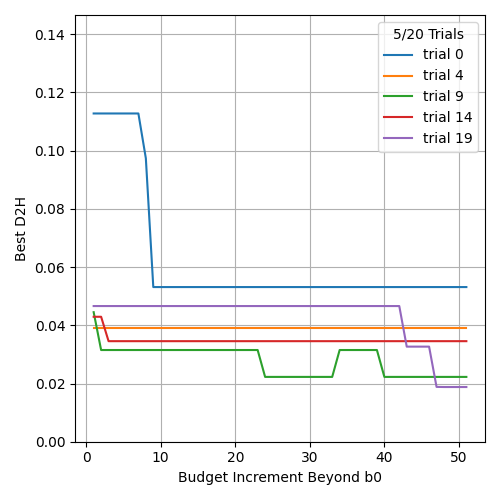 5/20 Trials
trial 0
trial 4
trial 9
trial 14
trial 19
0.14
0.12
0.10
0.08
0.06
0.04
0.02
0.00
Best D2H
0 10 20 30 40 50
Budget Increment Beyond b0